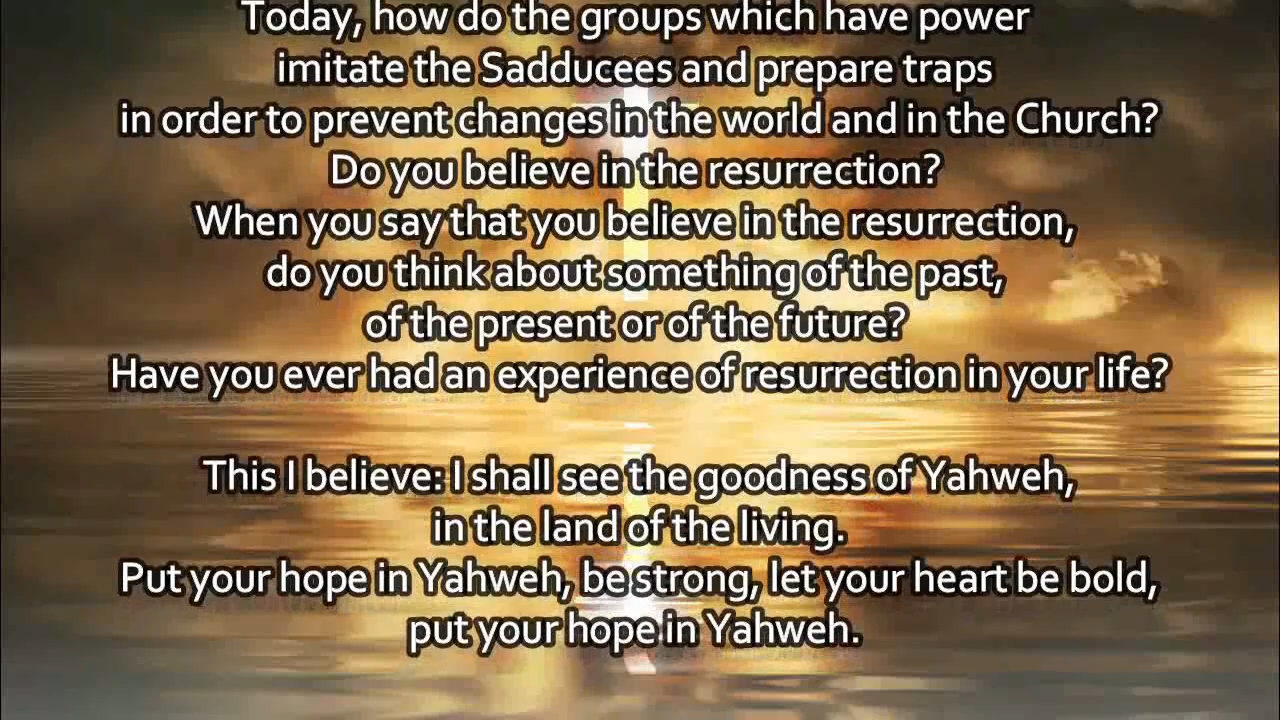 Today, how do the groups which have power
imitate the Sadducees and prepare traps
in order to prevent changes in the world and in the Church?
Do you believe in the resurrection?
When you say that you believe in the resurrection,
do you think about something of the past,
of the present or of the future?
Have you ever had an experience of resurrection in your life?
This I believe: I shall see the goodness of Yahweh,
in the land of the living.
Put your hope in Yahweh, be strong, let your heart be bold,
put your hope in Yahweh.